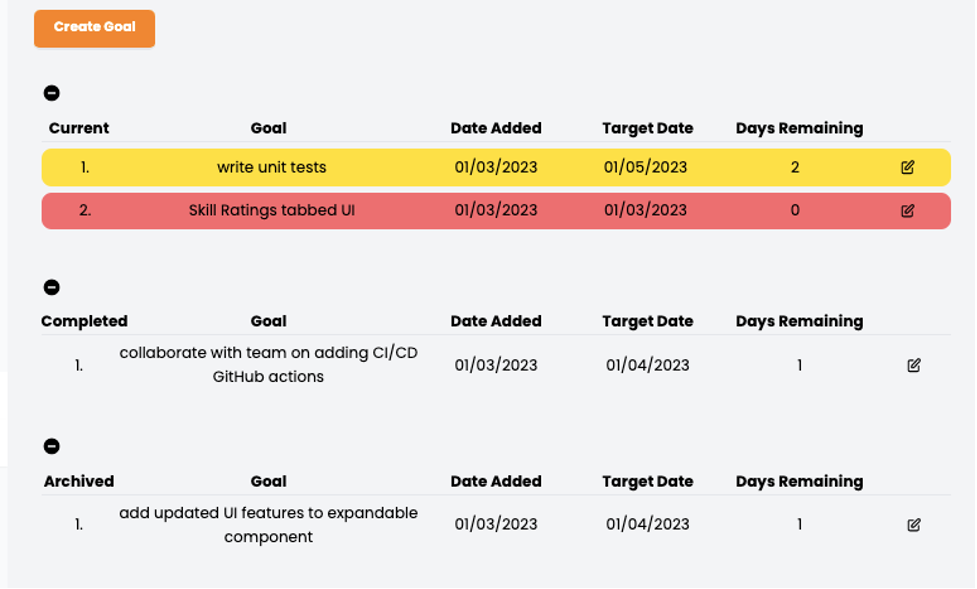 Create Goal
Current Goal Date Added Target Date Days Remaining
1. write unit tests 01/03/2023 01/05/2023 2
2. Skill Ratings tabbed UI 01/03/2023 01/03/2023 0
Completed Goal Date Added Target Date Days Remaining
1. collaborate with team on adding CI/CD 01/03/2023 01/04/2023 1
GitHub actions
Archived Goal Date Added Target Date Days Remaining
1. add updated UI features to expandable 01/03/2023 01/04/2023 1
component